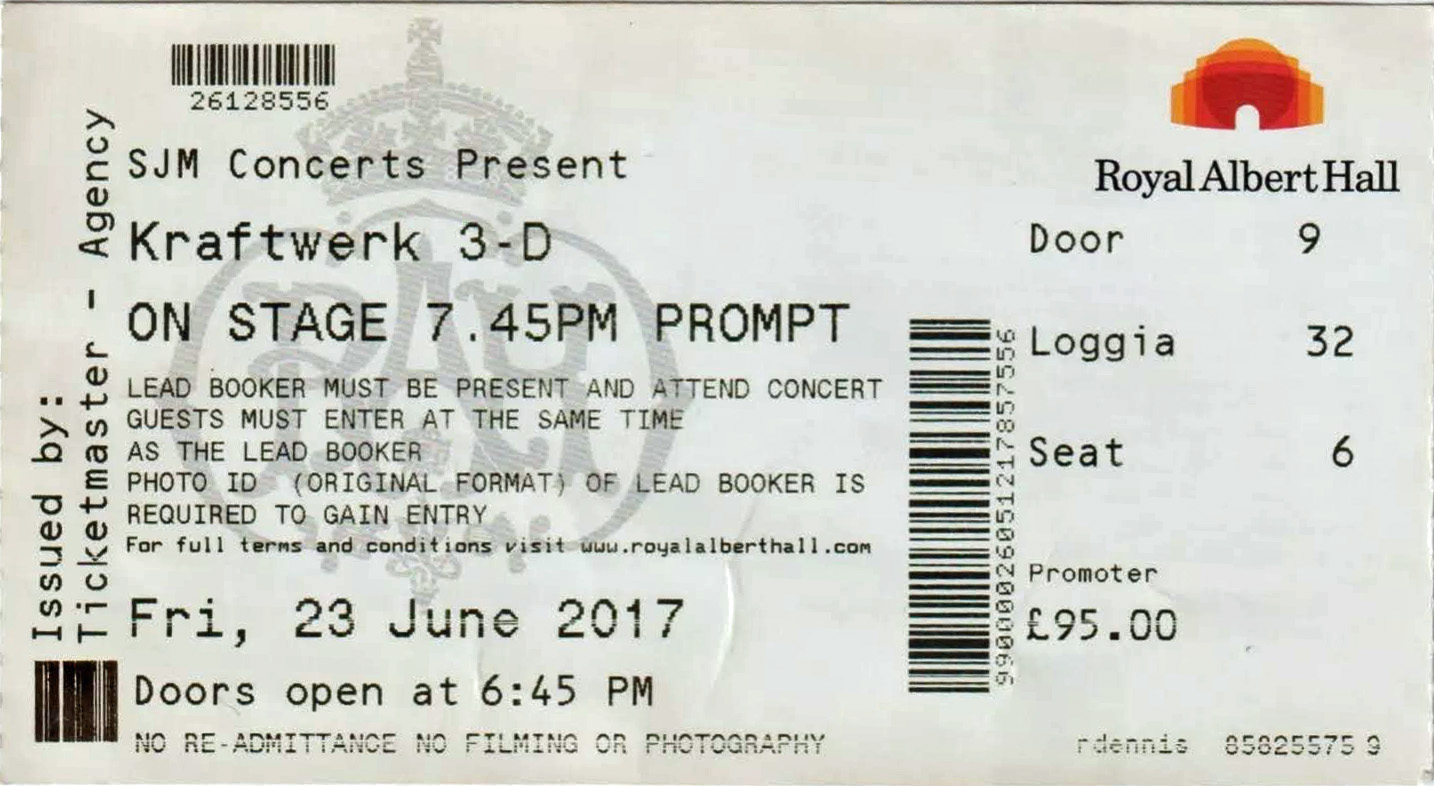 26128556
Issued by:
Ticketmaster - Agency
SJM Concerts Present
Kraftwerk 3-D
ON STAGE 7.45PM PROMPT
LEAD BOOKER MUST BE PRESENT AND ATTEND CONCERT
GUESTS MUST ENTER AT THE SAME TIME
AS THE LEAD BOOKER
PHOTO ID (ORIGINAL FORMAT) OF LEAD BOOKER IS
REQUIRED TO GAIN ENTRY
For full terms and conditions visit www.royalalberthall.com
Fri, 23 June 2017
Doors open at 6:45 PM
NO RE-ADMITTANCE NO FILMING OR PHOTOGRAPHY
Royal Albert Hall
Door 9
Loggia 32
Seat 6
Promoter
£95.00
rdennis 85825575 9